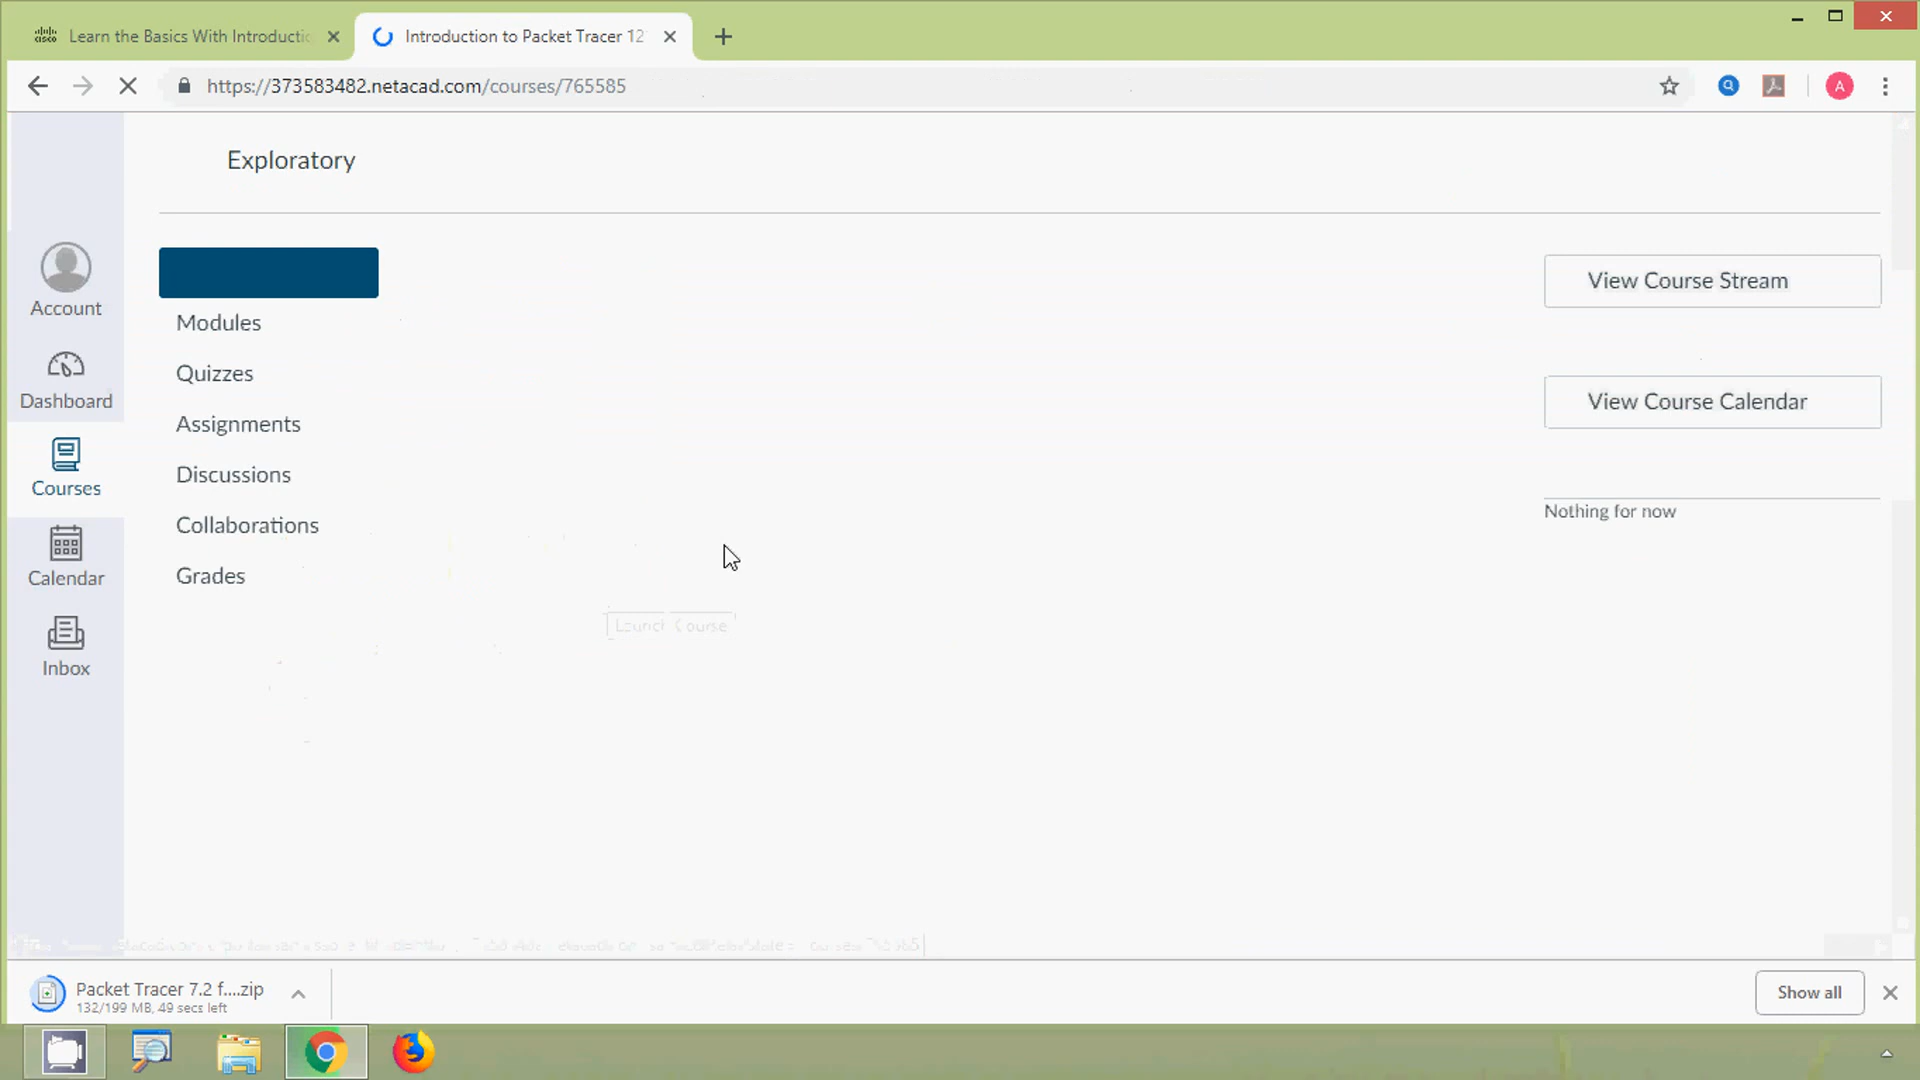 Learn the Basics With Introductio
Introduction to Packet Tracer 12
https://373583482.netacad.com/courses/765585
A
Exploratory
Account
Dashboard
Courses
Calendar
Inbox
Modules
Quizzes
Assignments
Discussions
Collaborations
Grades
Launch Course
View Course Stream
View Course Calendar
Nothing for now
Packet Tracer 7.2 f....zip
132/199 MB, 49 secs left
Show all